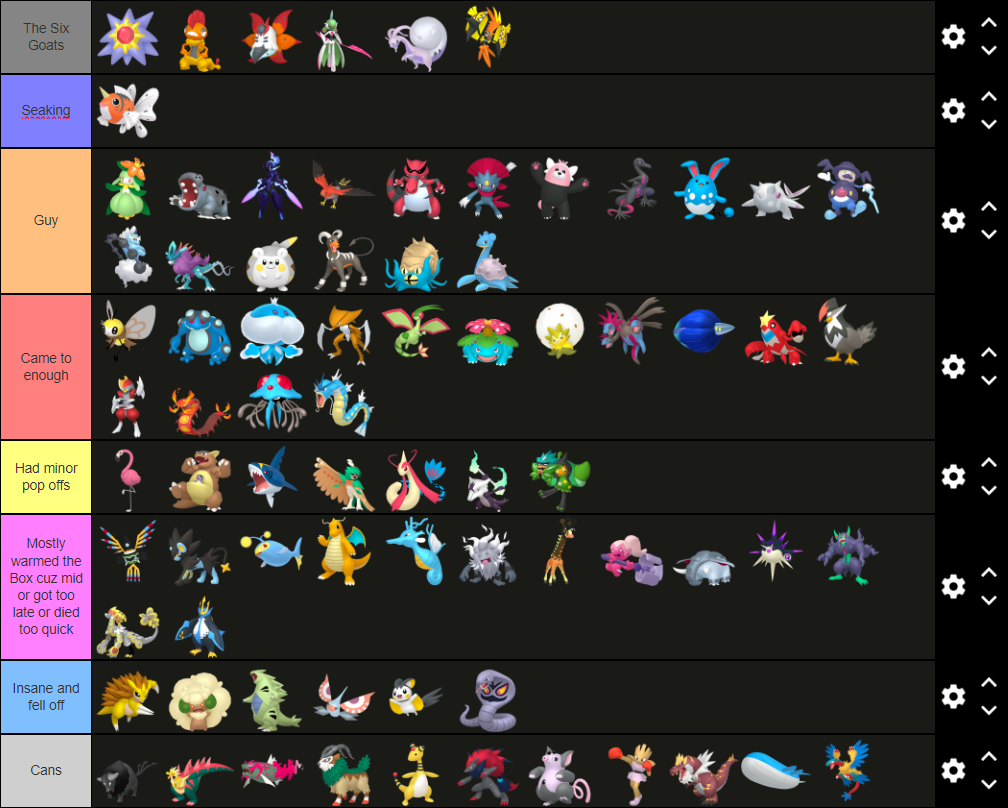 The Six
Goats
Seaking
Guy
Came to
enough
Had minor
pop offs
Mostly
warmed the
Box cuz mid
or got too
late or died
too quick
Insane and
fell off
Cans